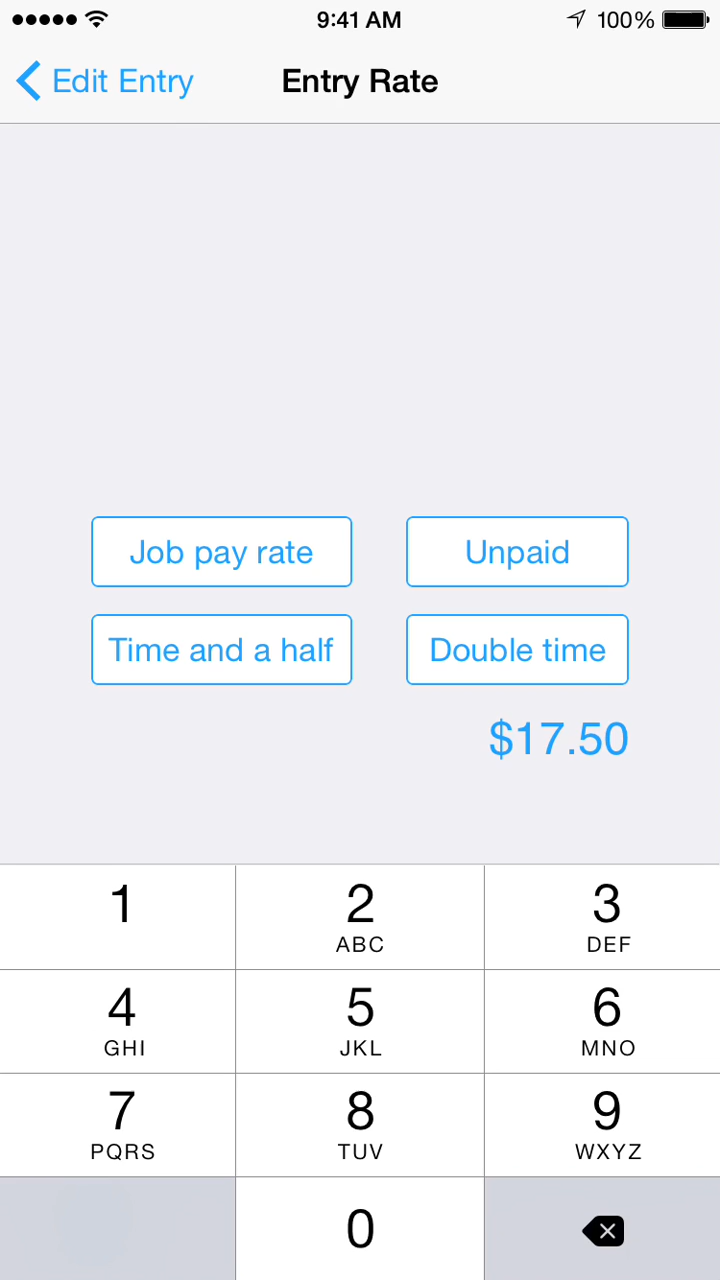 9:41 AM 100%
Edit Entry Entry Rate
Job pay rate Unpaid
Time and a half Double time
$17.50
1 2 3
ABC DEF
4 5 6
GHI JKL MNO
7 8 9
PQRS TUV WXYZ
0